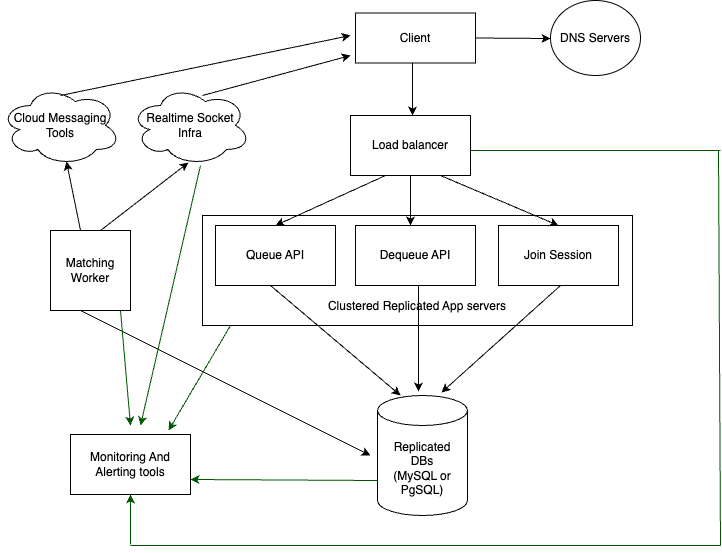 Client
DNS Servers
Cloud Messaging
Tools
Realtime Socket
Infra
Load balancer
Matching
Worker
Queue API
Dequeue API
Join Session
Clustered Replicated App servers
Monitoring And
Alerting tools
Replicated
DBs
(MySQL or
PgSQL)